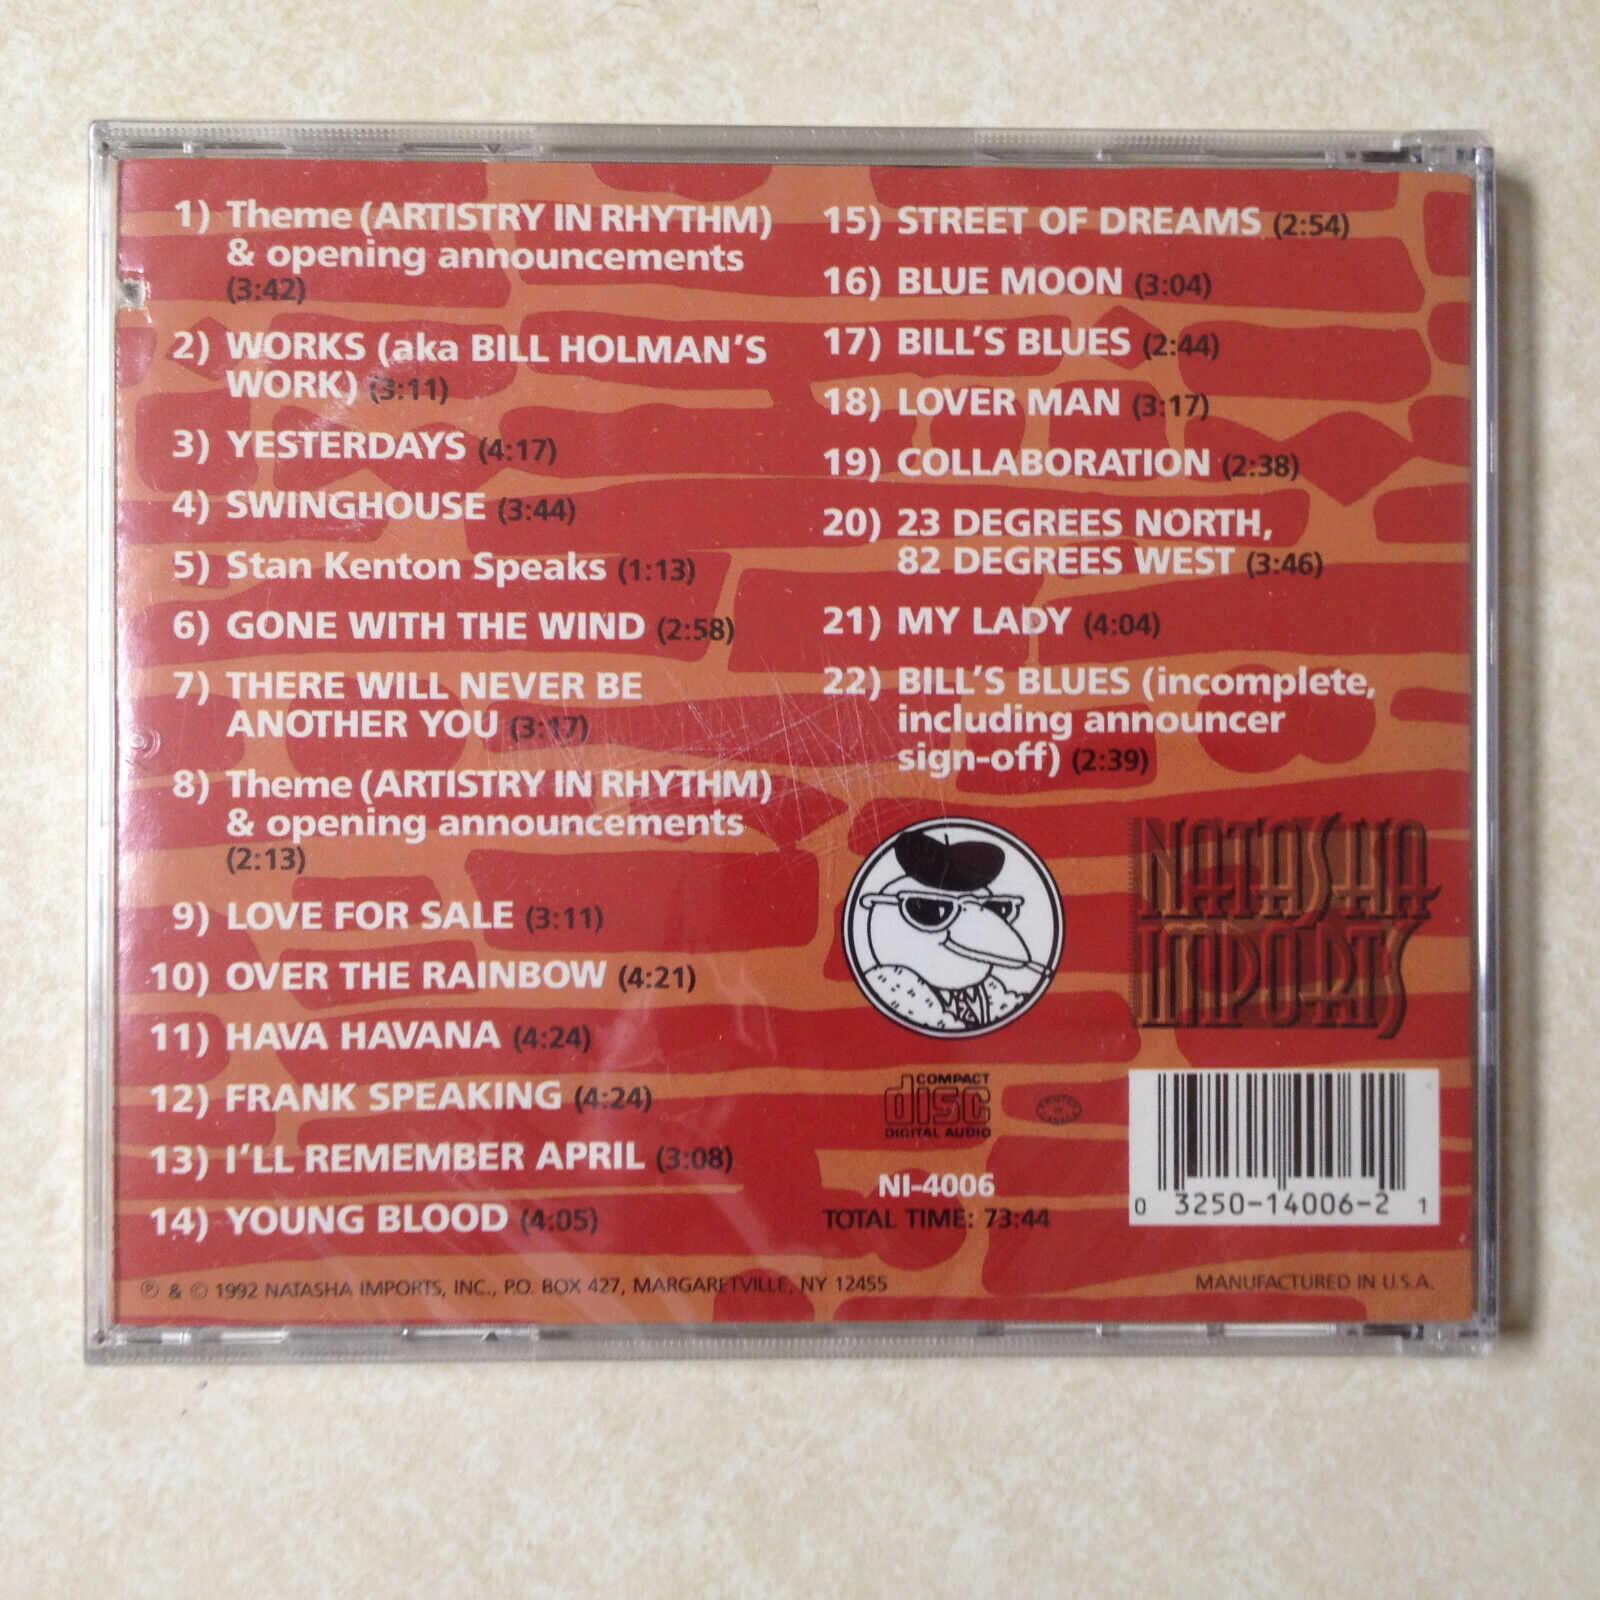 1) Theme (ARTISTRY IN RHYTHM)
& opening announcements
(3:42)
2) WORKS (aka BILL HOLMAN'S
WORK) (3:11)
3) YESTERDAYS (4:17)
4) SWINGHOUSE (3:44)
5) Stan Kenton Speaks (1:13)
6) GONE WITH THE WIND (2:58)
7) THERE WILL NEVER BE
ANOTHER YOU (3:17)
8) Theme (ARTISTRY IN RHYTHM)
& opening announcements
(2:13)
9) LOVE FOR SALE (3:11)
10) OVER THE RAINBOW (4:21)
11) HAVA HAVANA (4:24)
12) FRANK SPEAKING (4:24)
13) I'LL REMEMBER APRIL (3:08)
14) YOUNG BLOOD (4:05)
15) STREET OF DREAMS (2:54)
16) BLUE MOON (3:04)
17) BILL'S BLUES (2:44)
18) LOVER MAN (3:17)
19) COLLABORATION (2:38)
20) 23 DEGREES NORTH,
82 DEGREES WEST (3:46)
21) MY LADY (4:04)
22) BILL'S BLUES (incomplete,
including announcer
sign-off) (2:39)
NATASHA
IMPORTS
COMPACT
disc
DIGITAL AUDIO
NI-4006
TOTAL TIME: 73:44
0 3250-14006-2 1
℗ & © 1992 NATASHA IMPORTS, INC., P.O. BOX 427, MARGARETVILLE, NY 12455
MANUFACTURED IN U.S.A.